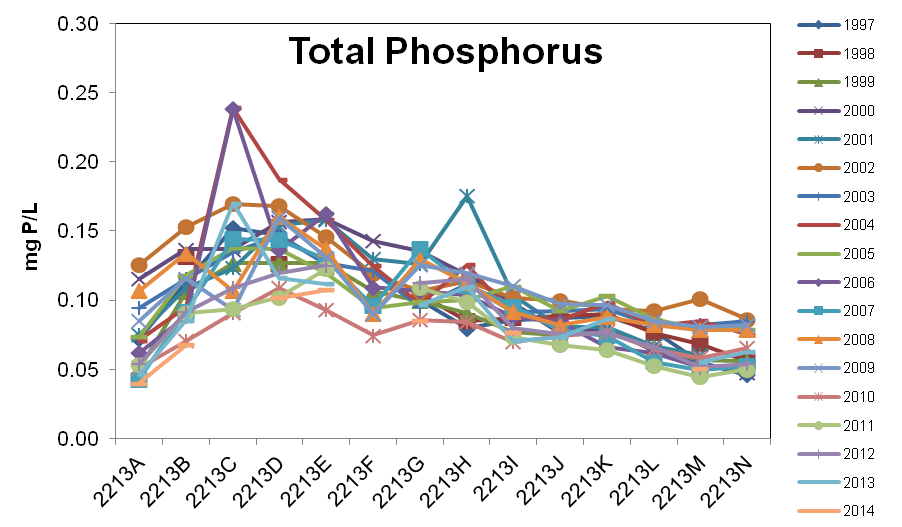 Total Phosphorus
mg P/L
0.30
0.25
0.20
0.15
0.10
0.05
0.00
2213A
2213B
2213C
2213D
2213E
2213F
2213G
2213H
2213I
2213J
2213K
2213L
2213M
2213N
1997
1998
1999
2000
2001
2002
2003
2004
2005
2006
2007
2008
2009
2010
2011
2012
2013
2014